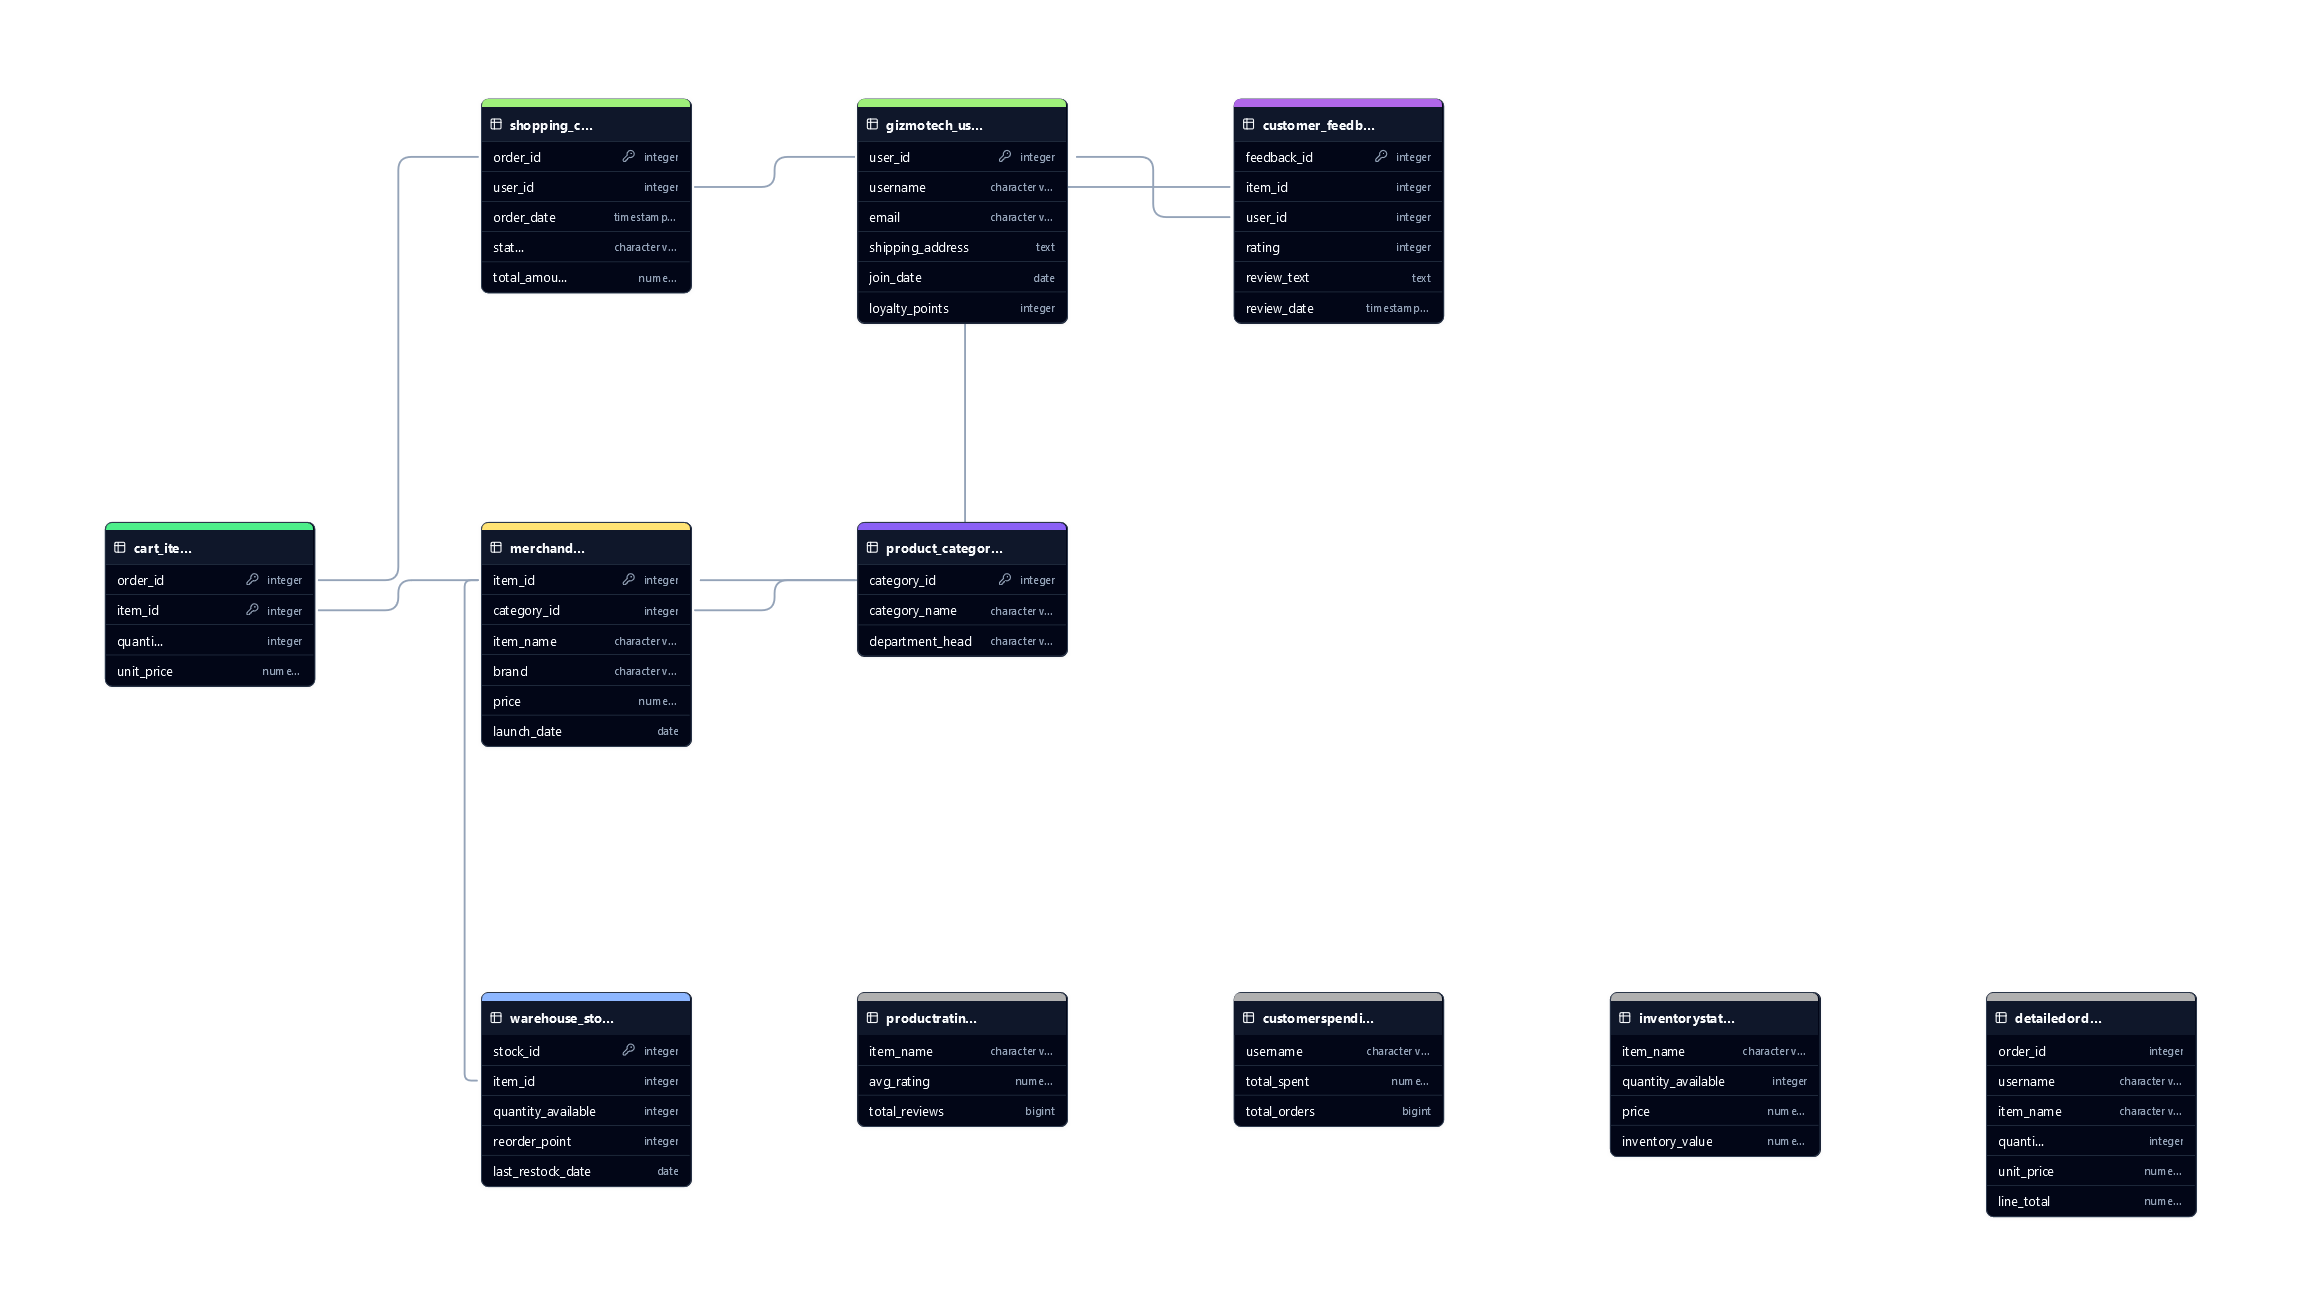 shopping_c...
order_id integer
user_id integer
order_date timestamp...
stat... character v...
total_amou... nume...
gizmotech_us...
user_id integer
username character v...
email character v...
shipping_address text
join_date date
loyalty_points integer
customer_feedb...
feedback_id integer
item_id integer
user_id integer
rating integer
review_text text
review_date timestamp...
cart_ite...
order_id integer
item_id integer
quanti... integer
unit_price nume...
merchand...
item_id integer
category_id integer
item_name character v...
brand character v...
price nume...
launch_date date
product_categor...
category_id integer
category_name character v...
department_head character v...
warehouse_sto...
stock_id integer
item_id integer
quantity_available integer
reorder_point integer
last_restock_date date
productratin...
item_name character v...
avg_rating nume...
total_reviews bigint
customerspendi...
username character v...
total_spent nume...
total_orders bigint
inventorystat...
item_name character v...
quantity_available integer
price nume...
inventory_value nume...
detailedord...
order_id integer
username character v...
item_name character v...
quanti... integer
unit_price nume...
line_total nume...